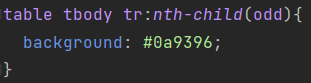 table tbody tr:nth-child(odd){
background: #0a9396;
}